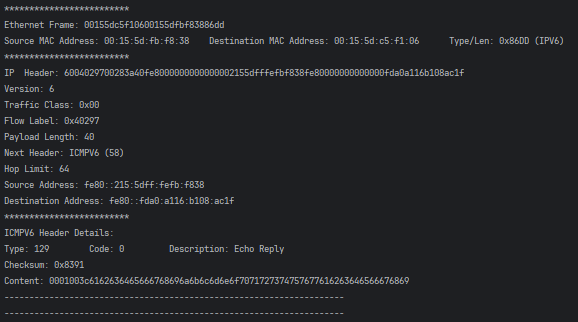 *************************
Ethernet Frame: 00155dc5f10600155dfbf83886dd
Source MAC Address: 00:15:5d:fb:f8:38    Destination MAC Address: 00:15:5d:c5:f1:06      Type/Len: 0x86DD (IPV6)
*************************
IP  Header: 6004029700283a40fe8000000000000002155dfffefbf838fe80000000000000fda0a116b108ac1f
Version: 6
Traffic Class: 0x00
Flow Label: 0x40297
Payload Length: 40
Next Header: ICMPV6 (58)
Hop Limit: 64
Source Address: fe80::215:5dff:fefb:f838
Destination Address: fe80::fda0:a116:b108:ac1f
*************************
ICMPV6 Header Details:
Type: 129        Code: 0         Description: Echo Reply
Checksum: 0x8391
Content: 0001003c6162636465666768696a6b6c6d6e6f7071727374757677616263646566676869
--------------------------------------------------------------------
--------------------------------------------------------------------